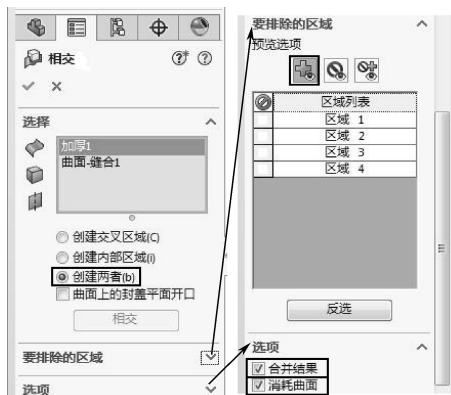 相交
选择
加厚1
曲面-缝合1
创建交叉区域(C)
创建内部区域(I)
创建两者(b)
曲面上的封盖平面开口
相交
要排除的区域
选项
要排除的区域
预览选项
区域列表
区域 1
区域 2
区域 3
区域 4
反选
选项
合并结果
消耗曲面